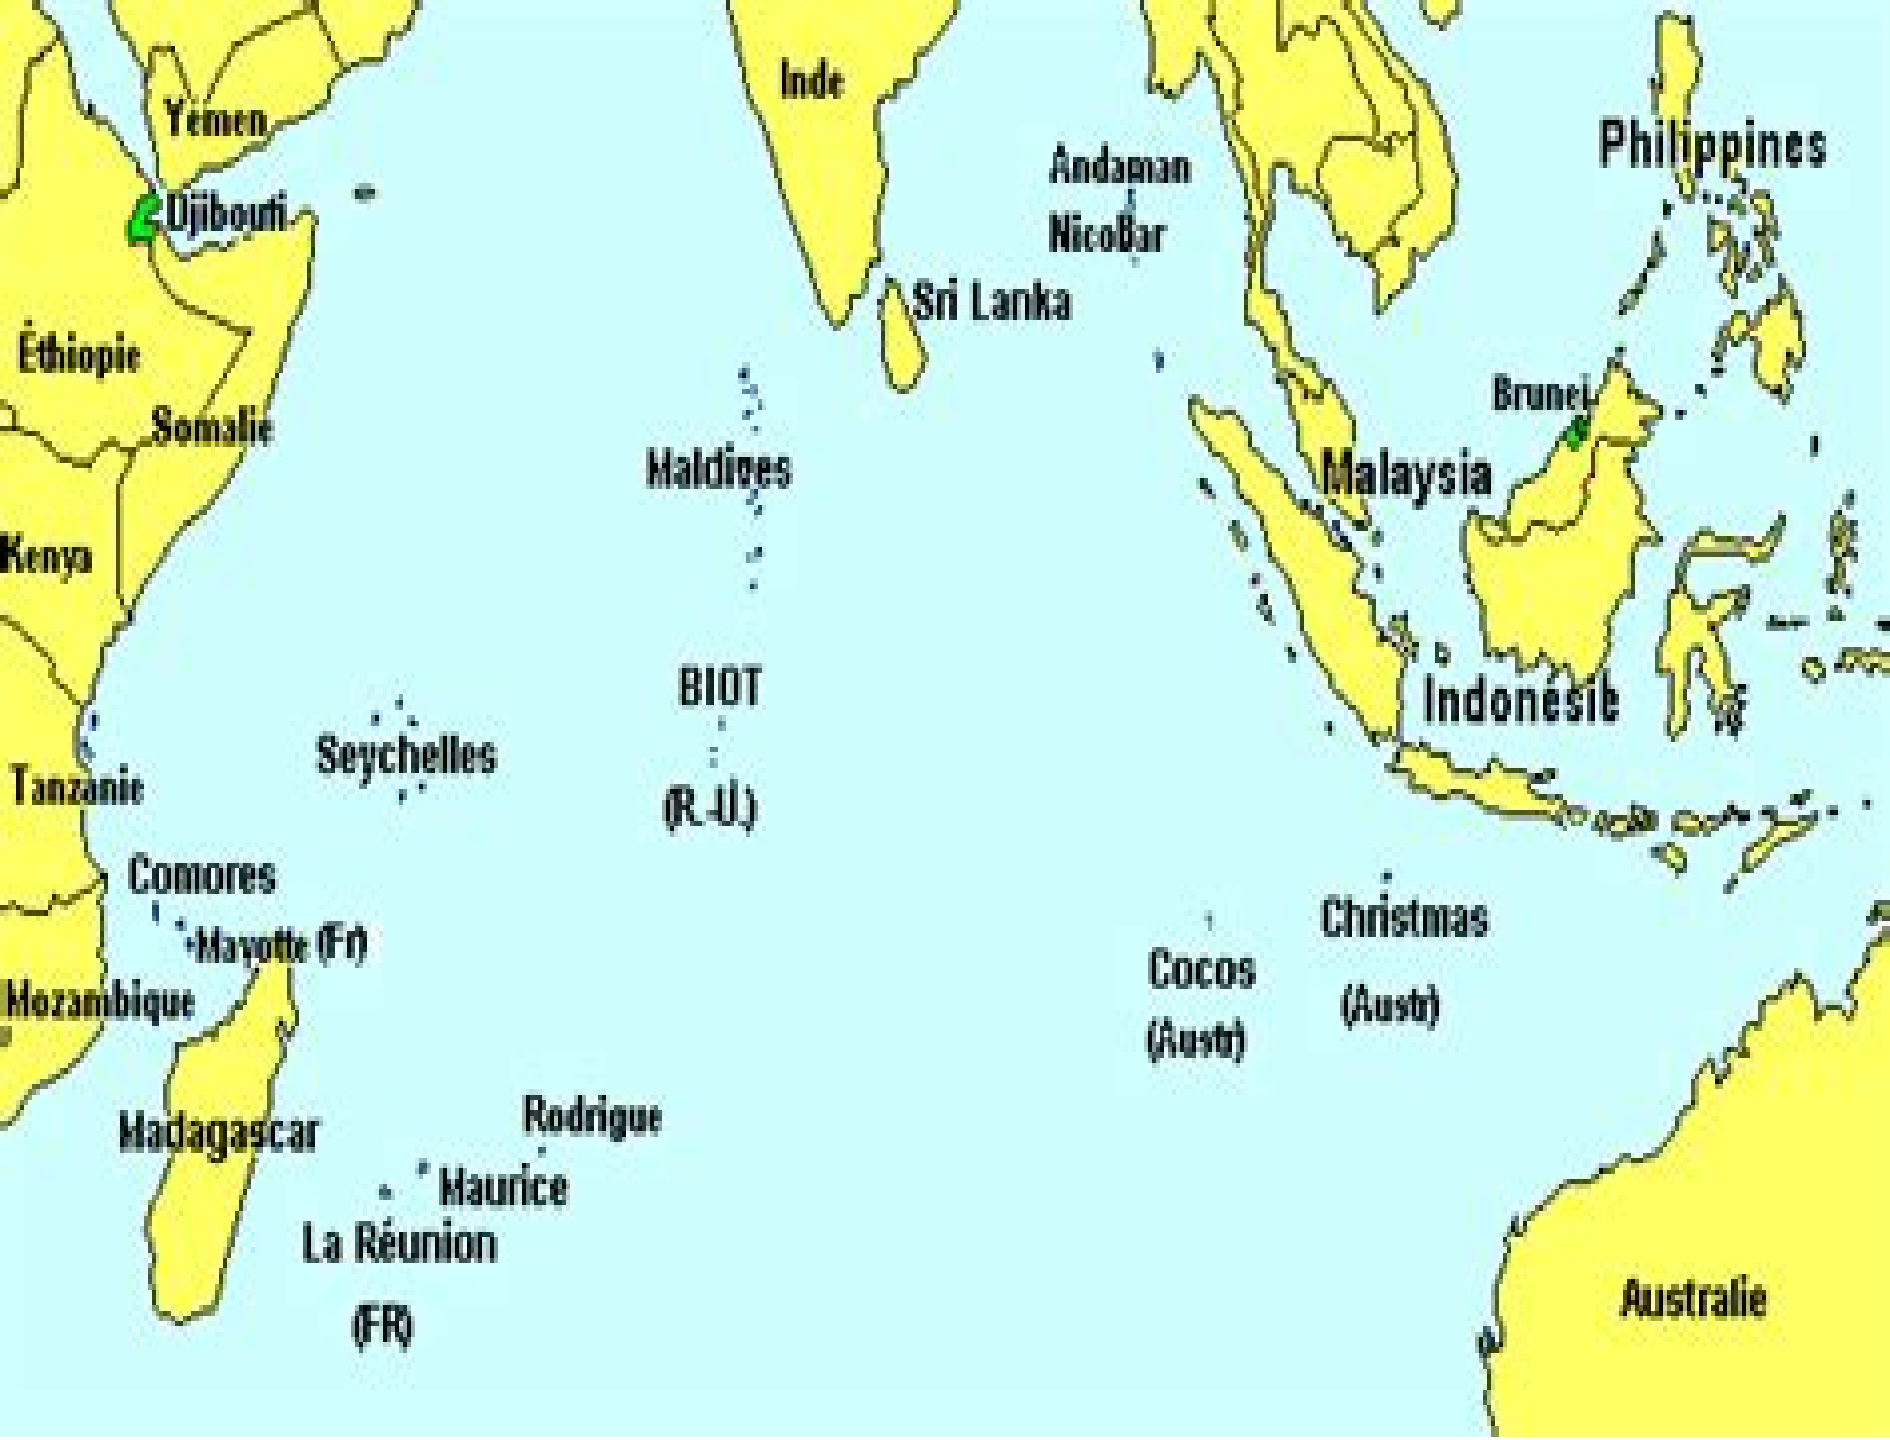 Inde
Yémen
Philippines
Andaman
NicoBar
Djibouti
Sri Lanka
Éthiopie
Brunei
Somalie
Maldives
Malaysia
Kenya
BIOT
(R.-U.)
Indonésie
Seychelles
Tanzanie
Comores
Christmas
(Austr)
Mayotte (Fr)
Cocos
(Austr)
Mozambique
Rodrigue
Madagascar
Maurice
La Réunion
(FR)
Australie